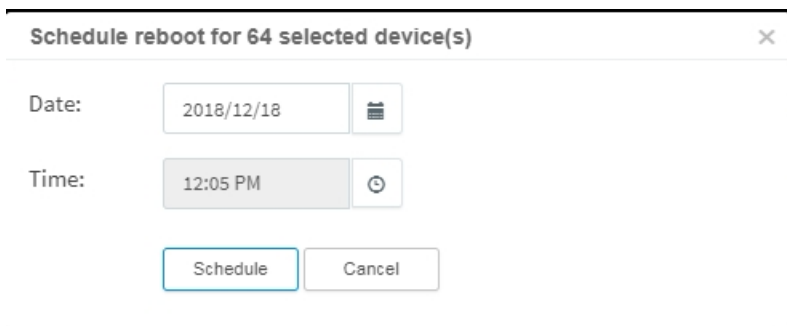 Schedule reboot for 64 selected device(s)
Date:
2018/12/18
Time:
12:05 PM
Schedule
Cancel